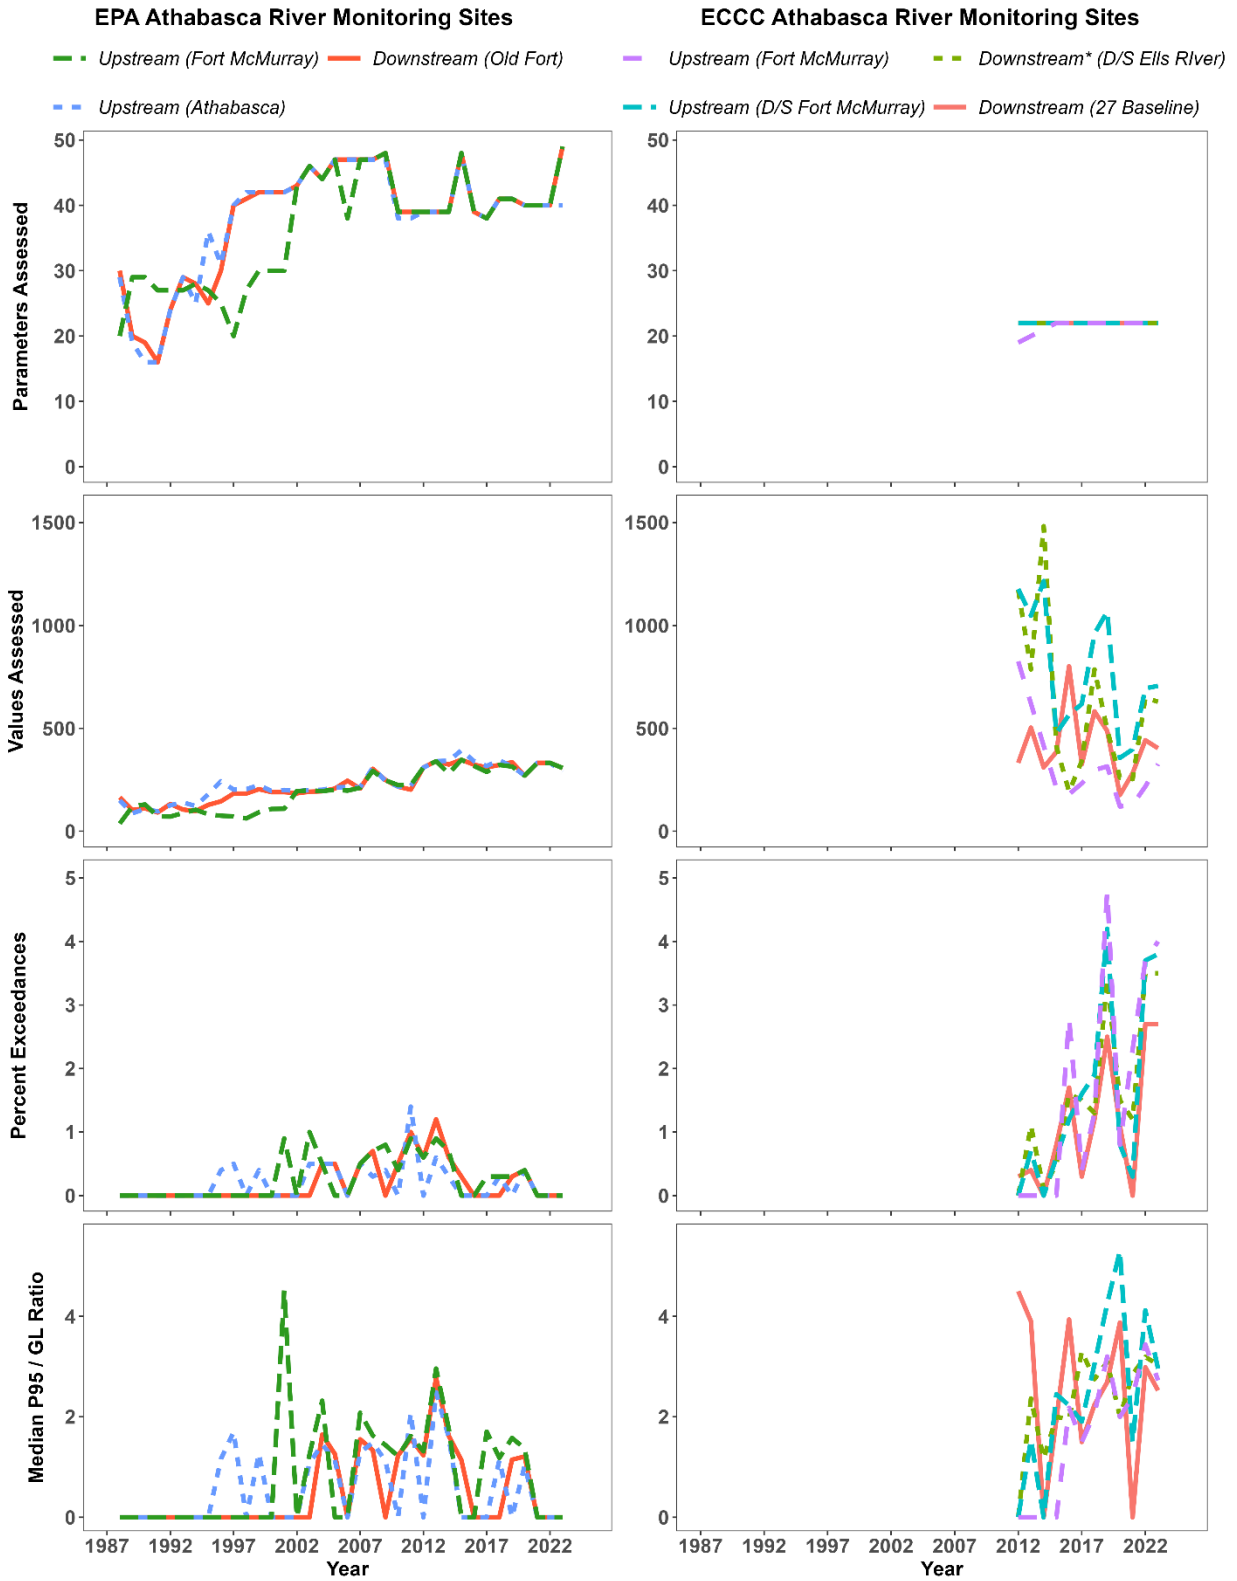 EPA Athabasca River Monitoring Sites
Upstream (Fort McMurray) Downstream (Old Fort)
Upstream (Athabasca)
ECCC Athabasca River Monitoring Sites
Upstream (Fort McMurray) Downstream* (D/S Ells RIver)
Upstream (D/S Fort McMurray) Downstream (27 Baseline)
Parameters Assessed
50
40
30
20
10
0
50
40
30
20
10
0
Values Assessed
1500
1000
500
0
1500
1000
500
0
Percent Exceedances
5
4
3
2
1
0
5
4
3
2
1
0
Median P95 / GL Ratio
4
2
0
4
2
0
1987 1992 1997 2002 2007 2012 2017 2022
Year
1987 1992 1997 2002 2007 2012 2017 2022
Year